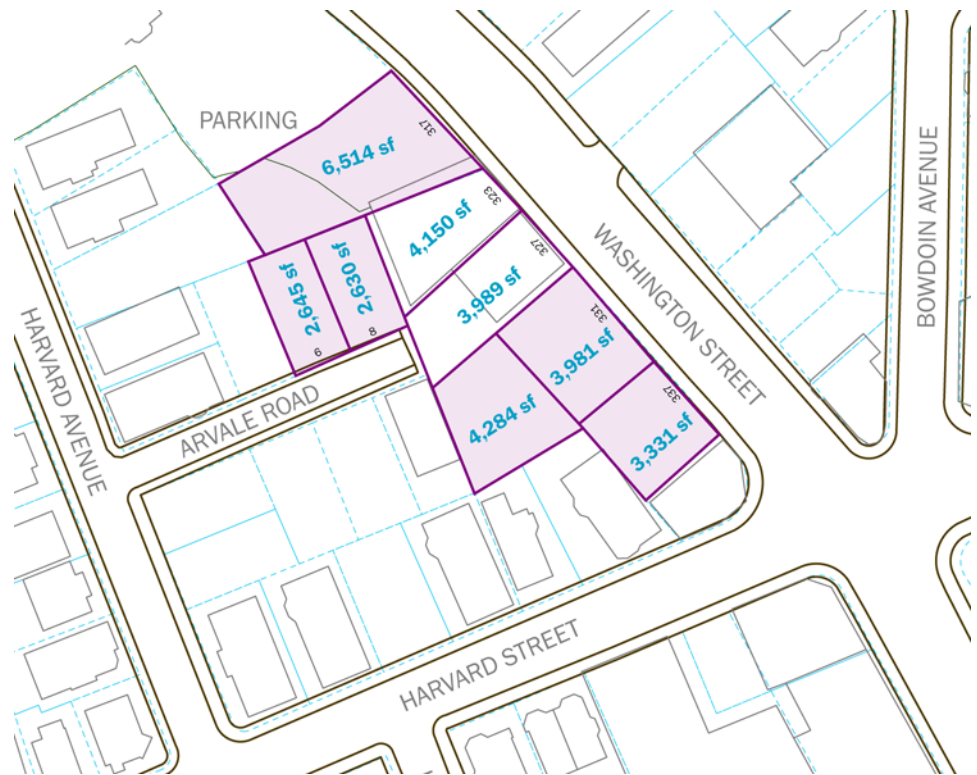 PARKING
317
6,514 sf
323
4,150 sf
327
3,989 sf
2,645 sf
2,630 sf
9
8
331
3,981 sf
337
3,331 sf
4,284 sf
WASHINGTON STREET
BOWDOIN AVENUE
HARVARD AVENUE
ARVALE ROAD
HARVARD STREET